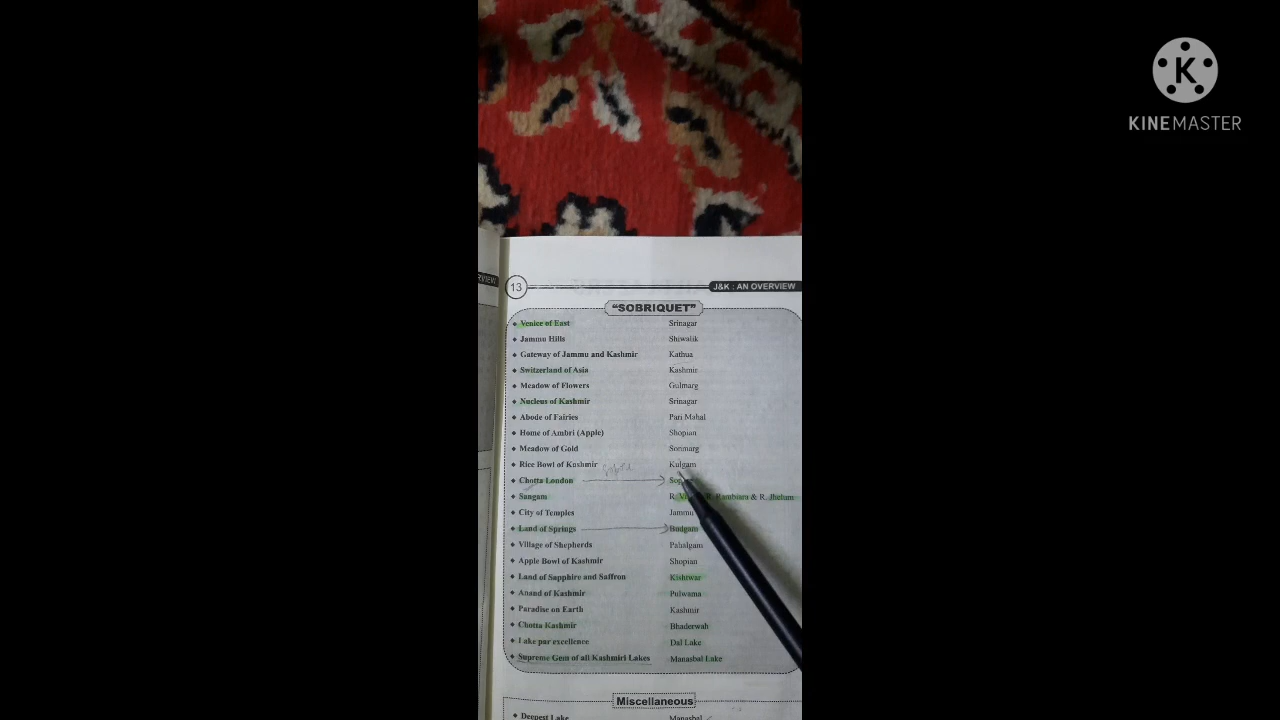 KINEMASTER
13
J&K : AN OVERVIEW
"SOBRIQUET"
Venice of East Srinagar
Jammu Hills Shiwalik
Gateway of Jammu and Kashmir Kathua
Switzerland of Asia Kashmir
Meadow of Flowers Gulmarg
Nucleus of Kashmir Srinagar
Abode of Fairies Pari Mahal
Home of Ambri (Apple) Shopian
Meadow of Gold Sonmarg
Rice Bowl of Kashmir Kulgam
Chotta London
Sangam R. Rambiara & R. Jhelum
City of Temples Jammu
Land of Springs Budgam
Village of Shepherds Pahalgam
Apple Bowl of Kashmir Shopian
Land of Sapphire and Saffron Kishtwar
Anand of Kashmir Pulwama
Paradise on Earth Kashmir
Chotta Kashmir Bhaderwah
Lake par excellence Dal Lake
Supreme Gem of all Kashmiri Lakes Manasbal Lake
Miscellaneous
Deepest Lake Manasbal